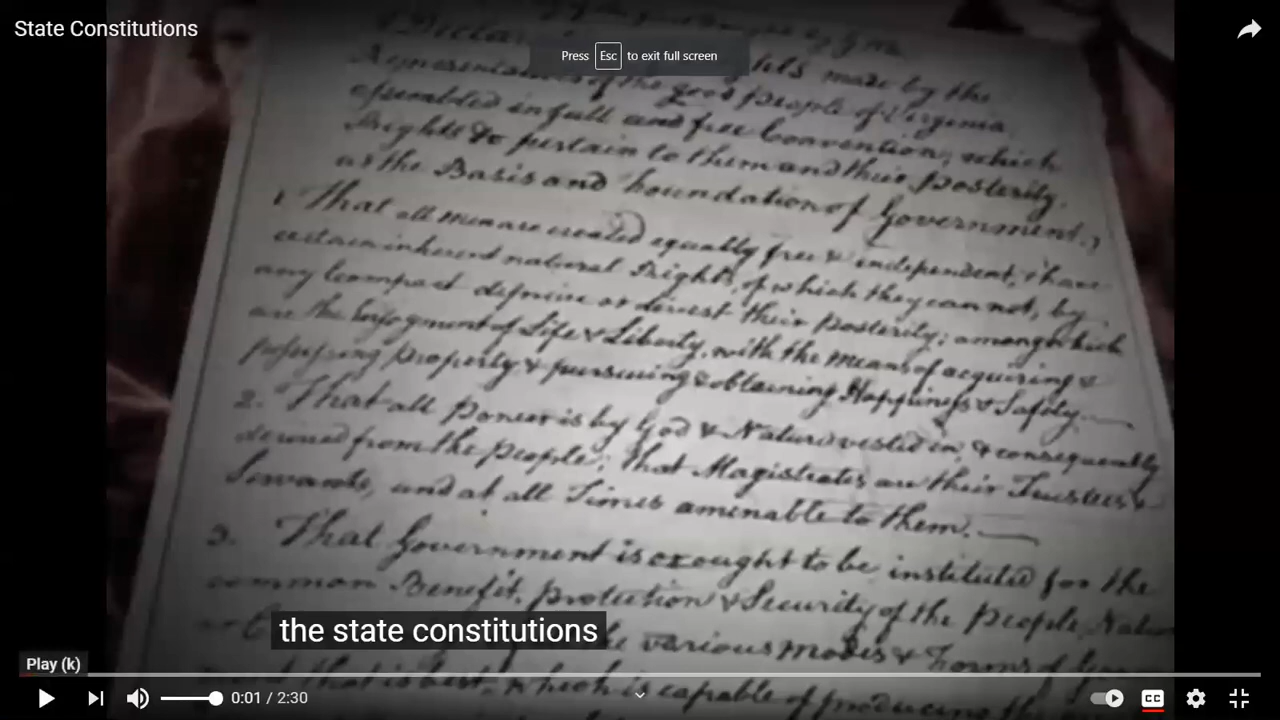 State Constitutions
Press Esc to exit full screen
made by the
of the good people of Virginia
assembled in full and free Convention, which
Rights do pertain to them and their posterity,
as the Basis and Foundation of Government,
1. That all men are created equally free & independent, & have
certain inherent natural Rights, of which they cannot, by
any Compact deprive or divest their posterity; among which
are the Enjoyment of Life & Liberty, with the means of acquiring &
possessing property, & pursuing & obtaining Happiness & Safety.
2. That all Power is by God & Nature vested in, & consequently
derived from the People; that Magistrates are their Trustees &
Servants, and at all Times amenable to them.
3. That Government is or ought to be instituted for the
common Benefit, protection & Security of the People, Nation
the various modes & Forms of
that is best, which is capable of producing the
the state constitutions
Play (k)
0:01 / 2:30
CC